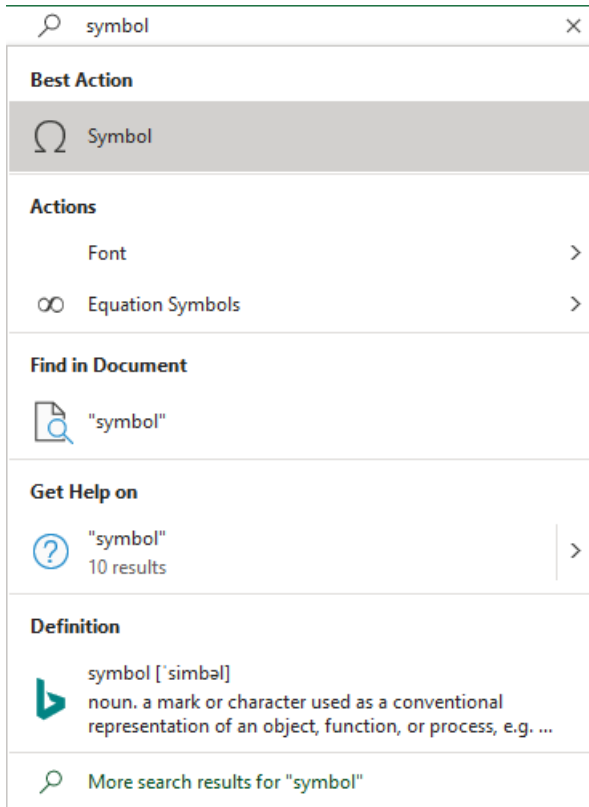 symbol
Best Action
Symbol
Actions
Font
Equation Symbols
Find in Document
"symbol"
Get Help on
"symbol"
10 results
Definition
symbol [ˈsimbəl]
noun. a mark or character used as a conventional
representation of an object, function, or process, e.g. ...
More search results for "symbol"